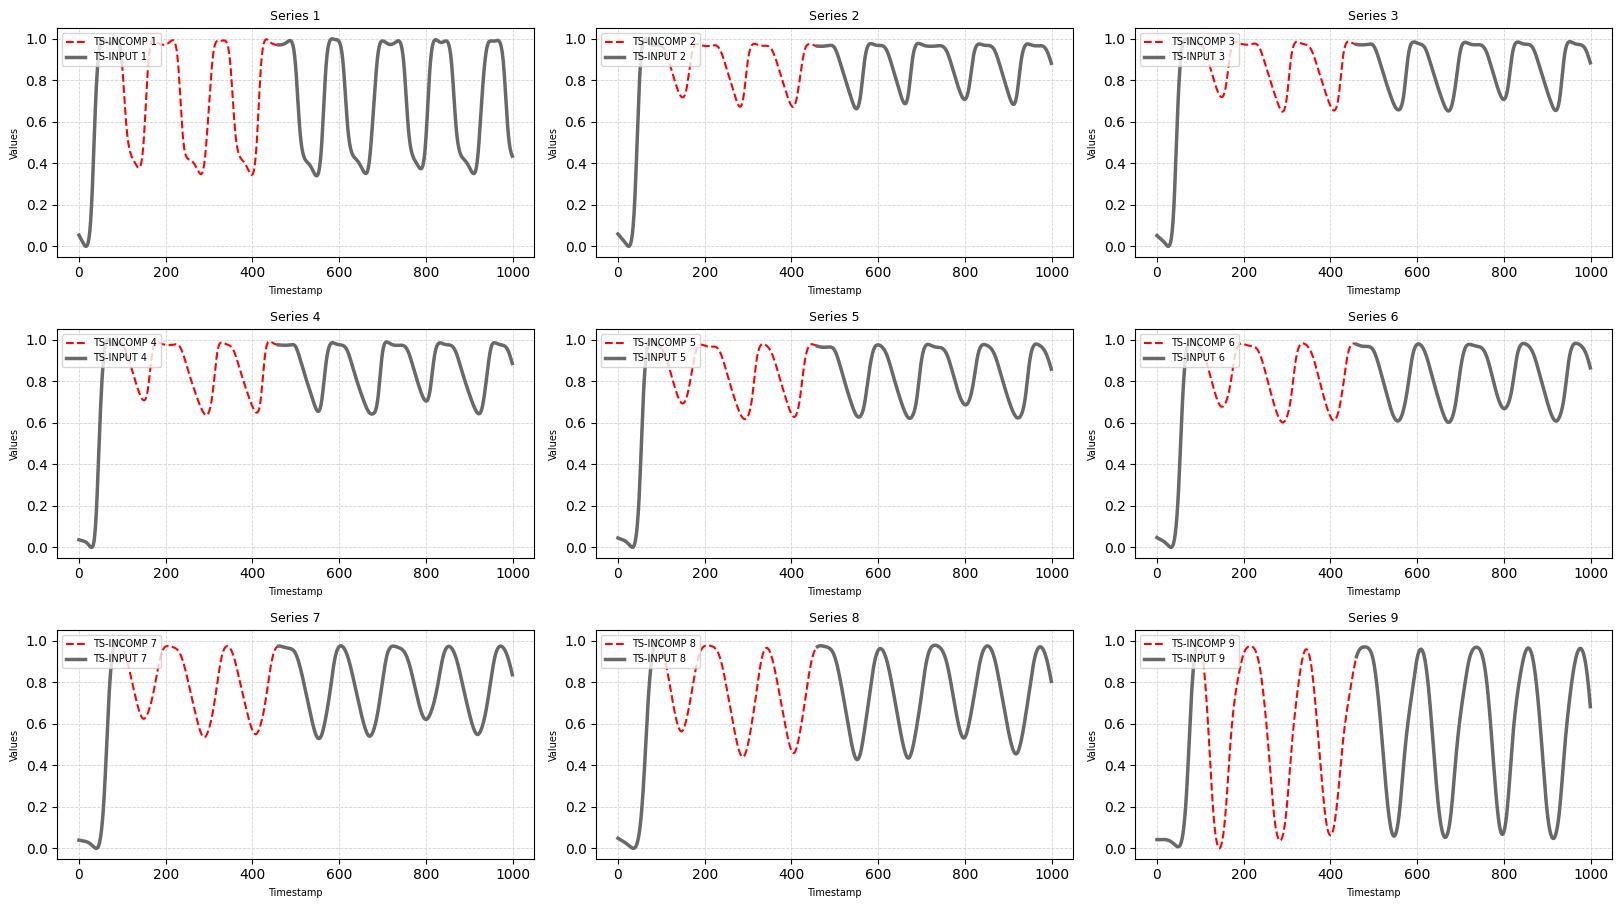 Series 1
TS-INCOMP 1
TS-INPUT 1
Values
1.0
0.8
0.6
0.4
0.2
0.0
0 200 400 600 800 1000
Timestamp
Series 2
TS-INCOMP 2
TS-INPUT 2
Values
1.0
0.8
0.6
0.4
0.2
0.0
0 200 400 600 800 1000
Timestamp
Series 3
TS-INCOMP 3
TS-INPUT 3
Values
1.0
0.8
0.6
0.4
0.2
0.0
0 200 400 600 800 1000
Timestamp
Series 4
TS-INCOMP 4
TS-INPUT 4
Values
1.0
0.8
0.6
0.4
0.2
0.0
0 200 400 600 800 1000
Timestamp
Series 5
TS-INCOMP 5
TS-INPUT 5
Values
1.0
0.8
0.6
0.4
0.2
0.0
0 200 400 600 800 1000
Timestamp
Series 6
TS-INCOMP 6
TS-INPUT 6
Values
1.0
0.8
0.6
0.4
0.2
0.0
0 200 400 600 800 1000
Timestamp
Series 7
TS-INCOMP 7
TS-INPUT 7
Values
1.0
0.8
0.6
0.4
0.2
0.0
0 200 400 600 800 1000
Timestamp
Series 8
TS-INCOMP 8
TS-INPUT 8
Values
1.0
0.8
0.6
0.4
0.2
0.0
0 200 400 600 800 1000
Timestamp
Series 9
TS-INCOMP 9
TS-INPUT 9
Values
1.0
0.8
0.6
0.4
0.2
0.0
0 200 400 600 800 1000
Timestamp